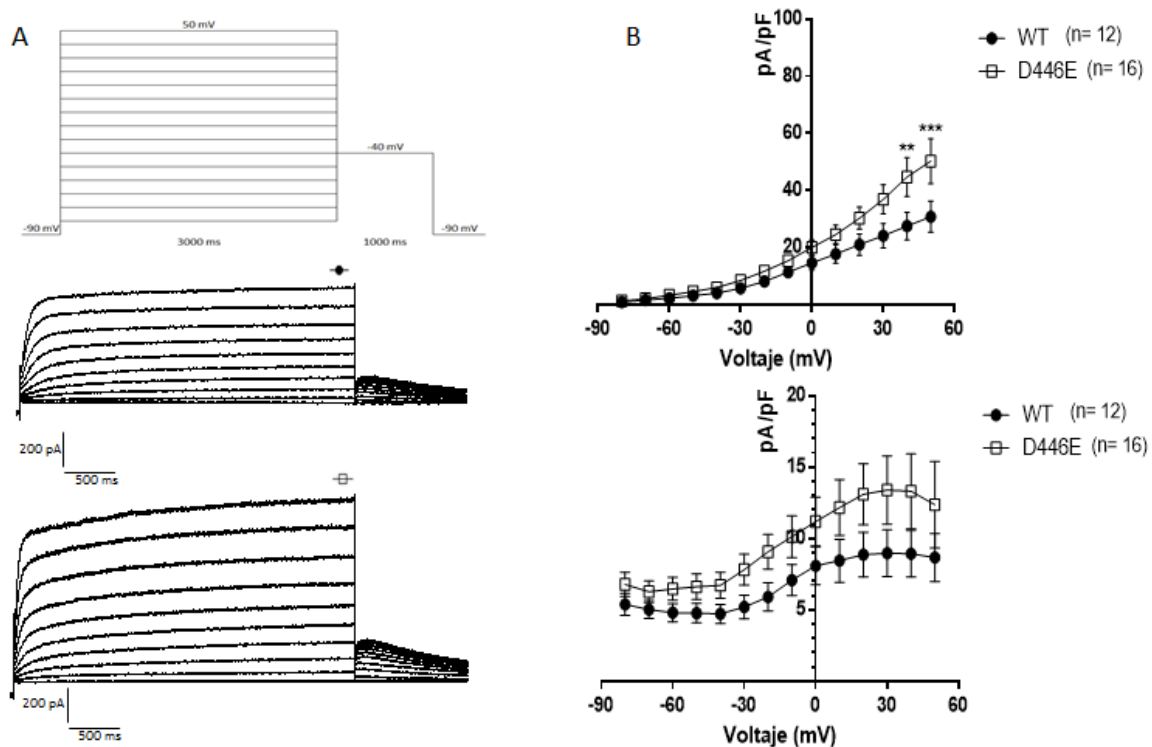 A
50 mV
-40 mV
-90 mV
3000 ms
1000 ms
-90 mV
200 pA
500 ms
200 pA
500 ms
B
pA/pF
100
80
60
40
20
** ***
-90 -60 -30 0 30 60
Voltaje (mV)
WT (n= 12)
D446E (n= 16)
pA/pF
20
15
10
5
-90 -60 -30 0 30 60
Voltaje (mV)
WT (n= 12)
D446E (n= 16)